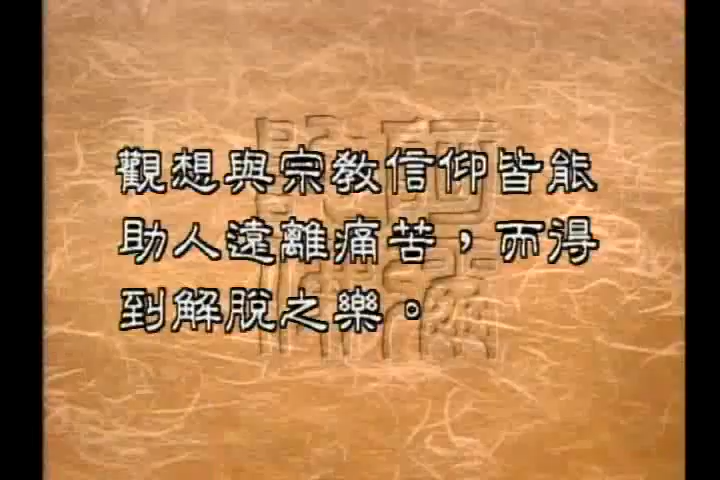 觀想與宗教信仰皆能
助人遠離痛苦，而得
到解脫之樂。